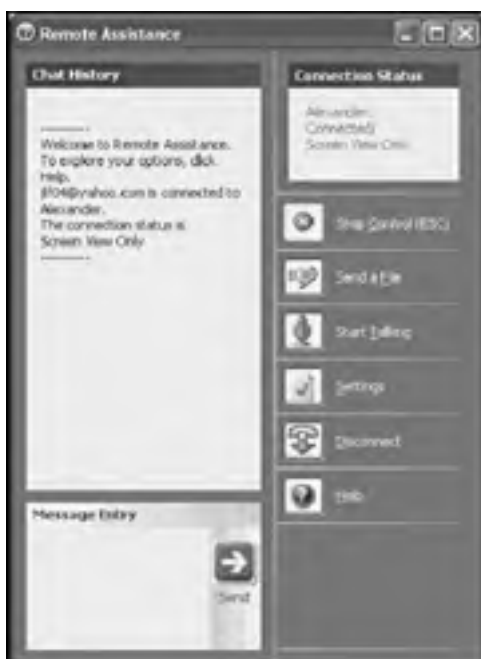 Remote Assistance
Chat History
Welcome to Remote Assistance.
To explore your options, click
Help.
jlf04@yahoo.com is connected to
Alexander.
The connection status is
Screen View Only
Message Entry
Send
Connection Status
Alexander.
Connected
Screen View Only
Stop Control (ESC)
Send a File
Start Talking
Settings
Disconnect
Help